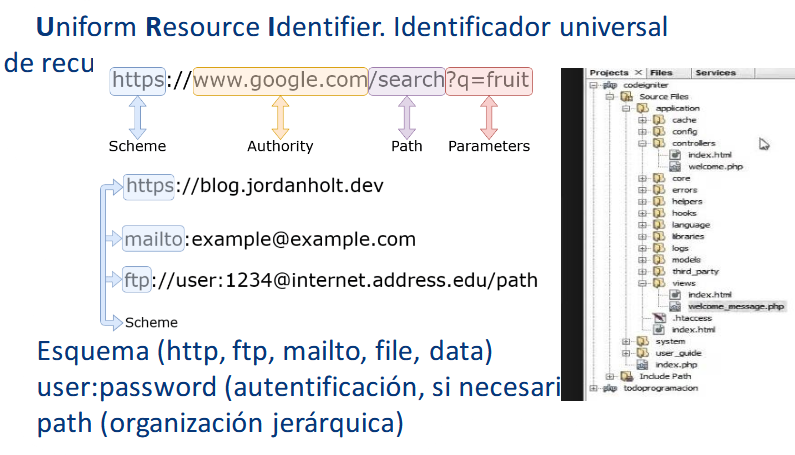 Uniform Resource Identifier. Identificador universal
de recu
https://www.google.com/search?q=fruit
Scheme Authority Path Parameters
https://blog.jordanholt.dev
mailto:example@example.com
ftp://user:1234@internet.address.edu/path
Scheme
Esquema (http, ftp, mailto, file, data)
user:password (autentificación, si necesari
path (organización jerárquica)
Projects × Files Services
php codeigniter
Source Files
application
cache
config
controllers
index.html
welcome.php
core
errors
helpers
hooks
language
libraries
logs
models
third_party
views
index.html
welcome_message.php
.htaccess
index.html
system
user_guide
index.php
Include Path
php todoprogramacion